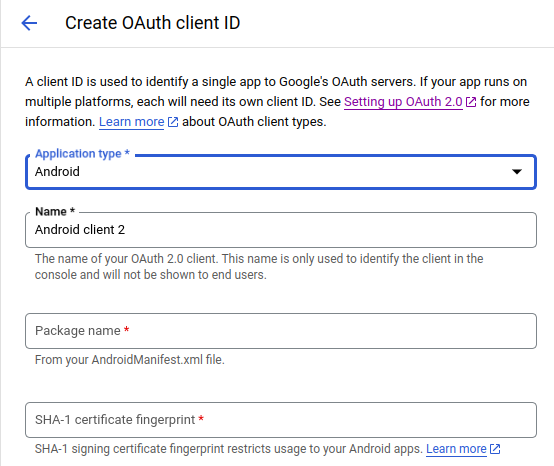 Create OAuth client ID
A client ID is used to identify a single app to Google's OAuth servers. If your app runs on
multiple platforms, each will need its own client ID. See Setting up OAuth 2.0 for more
information. Learn more about OAuth client types.
Application type *
Android
Name *
Android client 2
The name of your OAuth 2.0 client. This name is only used to identify the client in the
console and will not be shown to end users.
Package name *
From your AndroidManifest.xml file.
SHA-1 certificate fingerprint *
SHA-1 signing certificate fingerprint restricts usage to your Android apps. Learn more